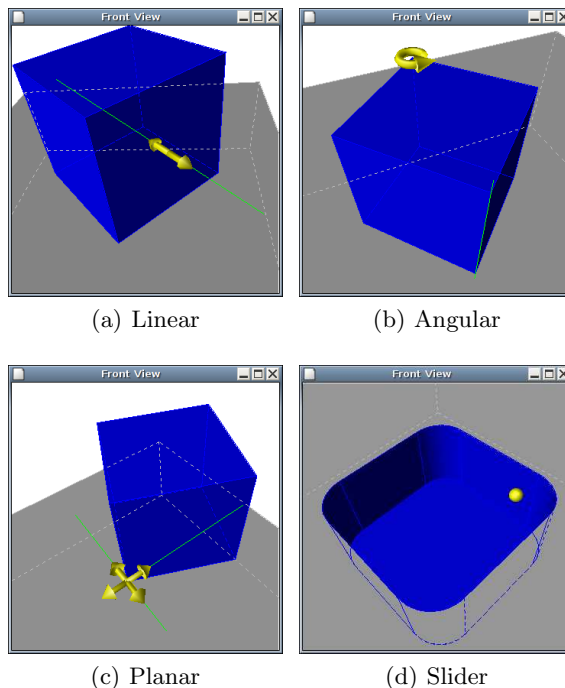 Front View
Front View
(a) Linear
(b) Angular
Front View
Front View
(c) Planar
(d) Slider